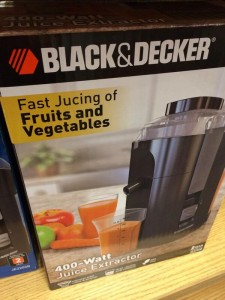 BLACK&DECKER
Fast Jucing of
Fruits and
Vegetables
400-Watt
Juice Extractor